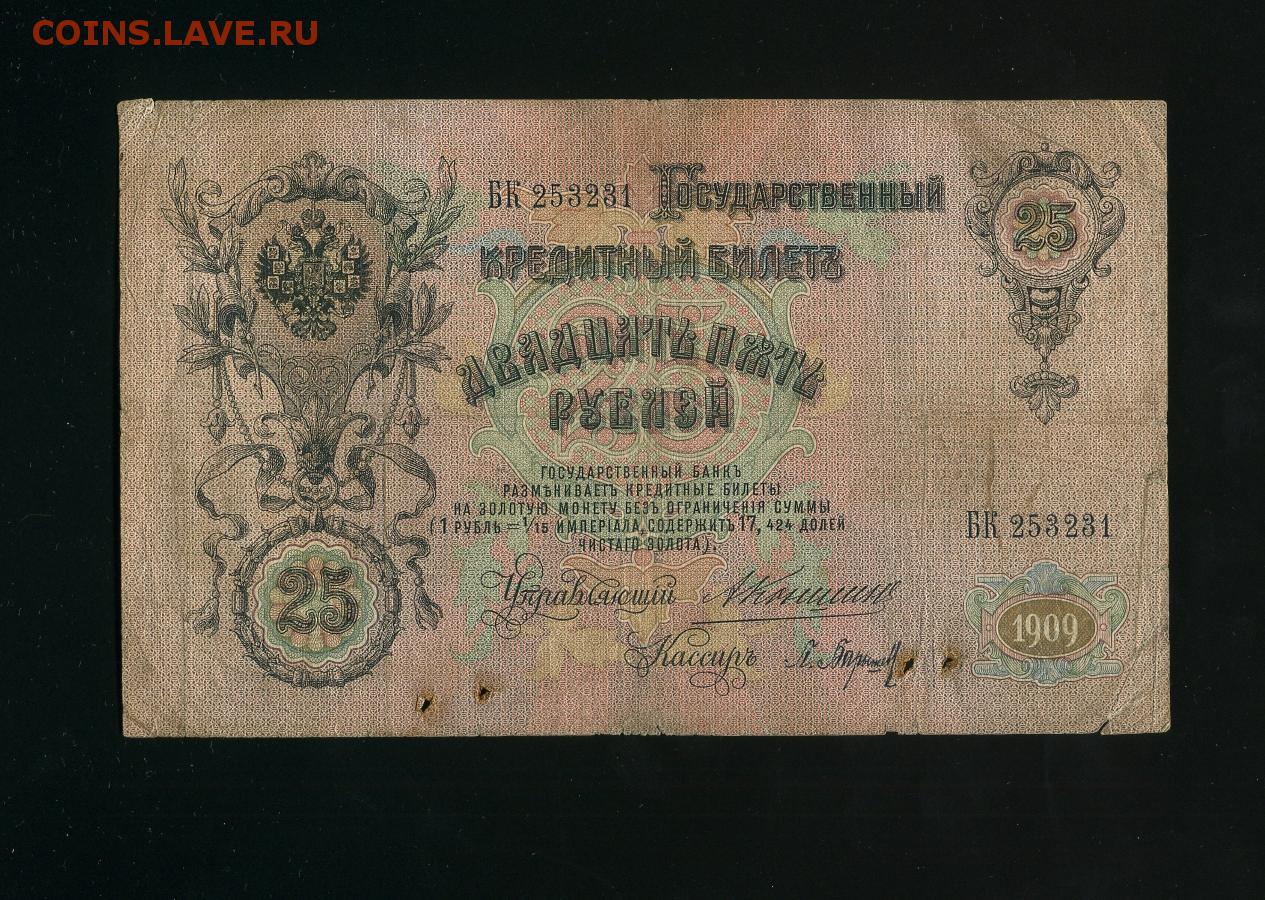 COINS.LAVE.RU
БК 253231 ГОСУДАРСТВЕННЫЙ
КРЕДИТНЫЙ БИЛЕТЪ
25
ДВАДЦАТЬ ПЯТЬ
РУБЛЕЙ
ГОСУДАРСТВЕННЫЙ БАНКЪ
РАЗМѢНИВАЕТЪ КРЕДИТНЫЕ БИЛЕТЫ
НА ЗОЛОТУЮ МОНЕТУ БЕЗЪ ОГРАНИЧЕНІЯ СУММЫ
(1 РУБЛЬ = 1/15 ИМПЕРІАЛА, СОДЕРЖИТЪ 17, 424 ДОЛЕЙ
ЧИСТАГО ЗОЛОТА).
БК 253231
25
Управляющій А Коншинъ
1909
Кассиръ